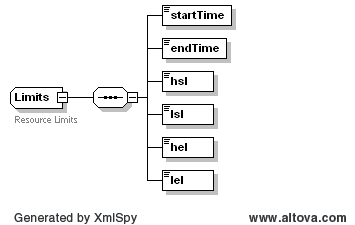 startTime
endTime
hsl
Limits
lsl
Resource Limits
hel
lel
Generated by XmlSpy
www.altova.com